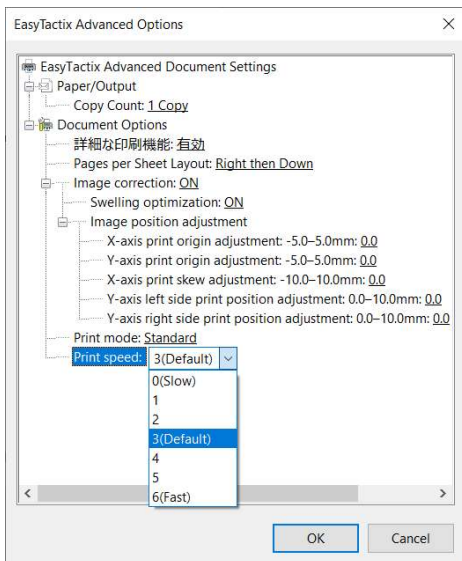 EasyTactix Advanced Options
EasyTactix Advanced Document Settings
Paper/Output
Copy Count: 1 Copy
Document Options
詳細な印刷機能: 有効
Pages per Sheet Layout: Right then Down
Image correction: ON
Swelling optimization: ON
Image position adjustment
X-axis print origin adjustment: -5.0–5.0mm: 0.0
Y-axis print origin adjustment: -5.0–5.0mm: 0.0
X-axis print skew adjustment: -10.0–10.0mm: 0.0
Y-axis left side print position adjustment: 0.0–10.0mm: 0.0
Y-axis right side print position adjustment: 0.0–10.0mm: 0.0
Print mode: Standard
Print speed: 3(Default)
0(Slow)
1
2
3(Default)
4
5
6(Fast)
OK Cancel